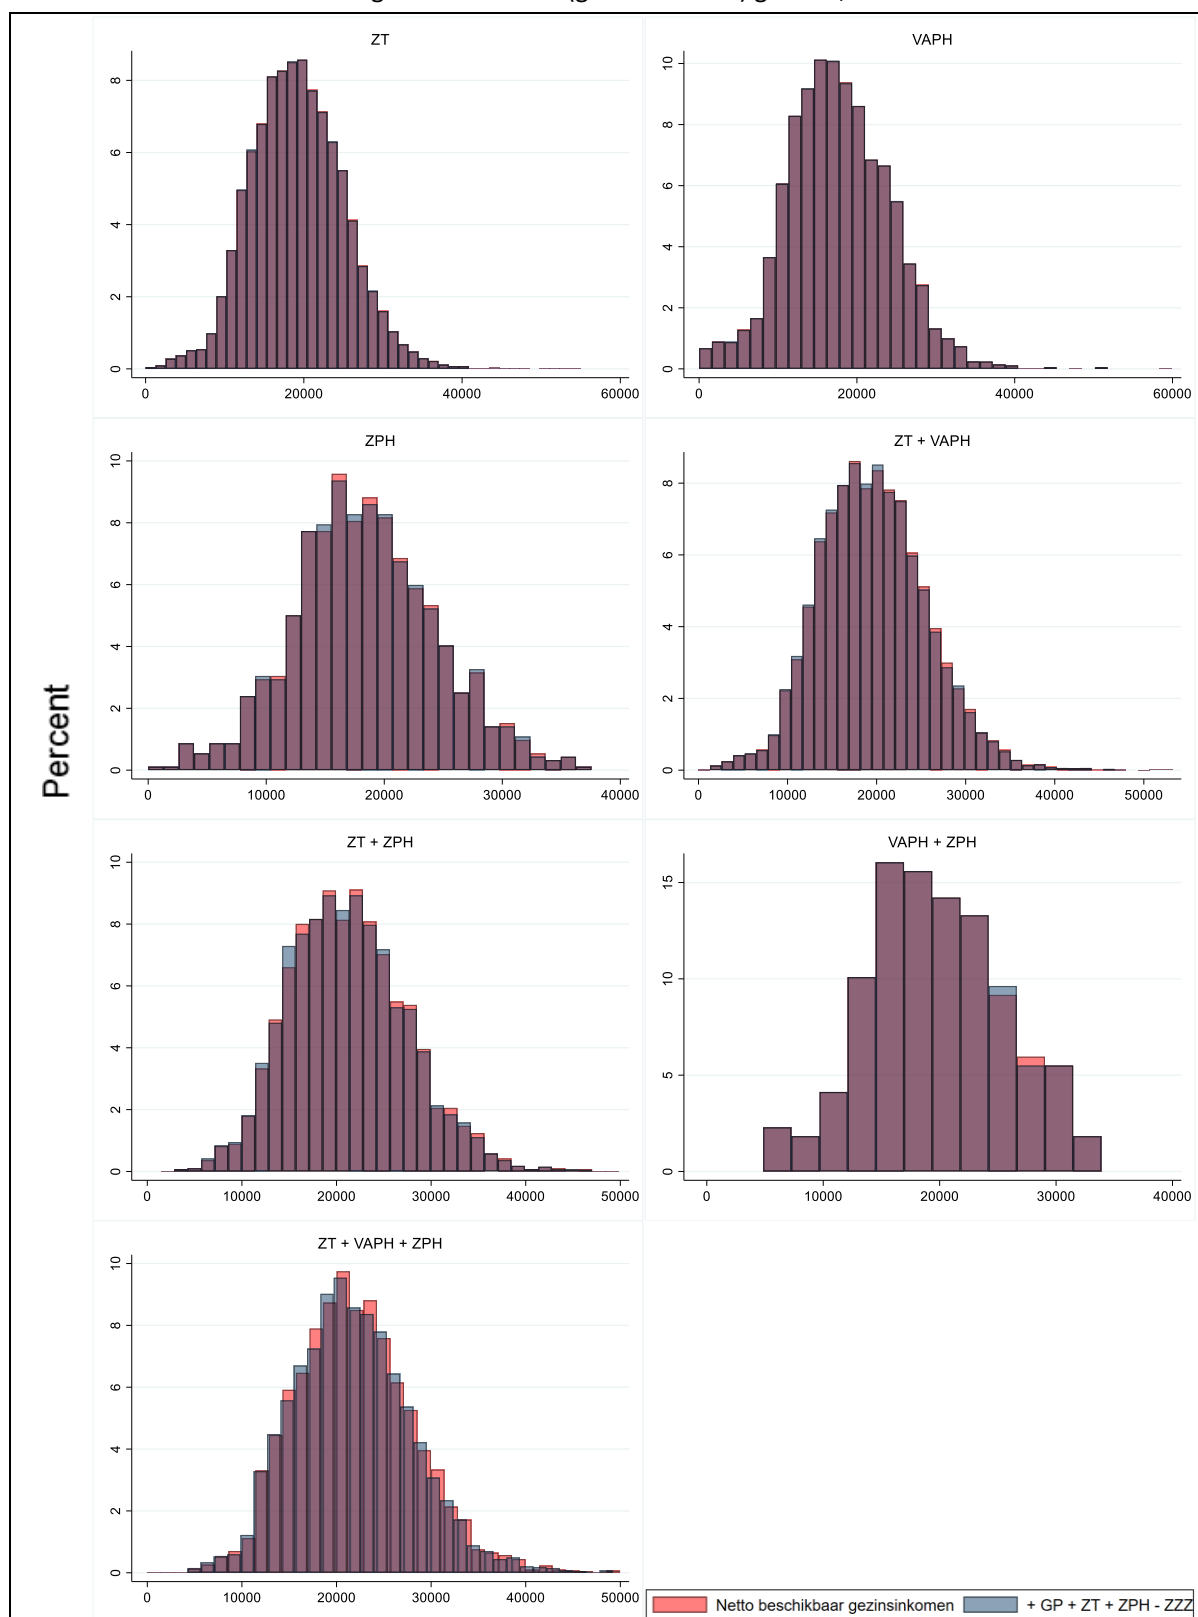 ZT
VAPH
0 2 4 6 8
0 20000 40000 60000
0 2 4 6 8 10
0 20000 40000 60000
ZPH
ZT + VAPH
0 2 4 6 8 10
0 10000 20000 30000 40000
0 2 4 6 8
0 10000 20000 30000 40000 50000
Percent
ZT + ZPH
VAPH + ZPH
0 2 4 6 8 10
0 10000 20000 30000 40000 50000
0 5 10 15
0 10000 20000 30000 40000
ZT + VAPH + ZPH
0 2 4 6 8 10
0 10000 20000 30000 40000 50000
Netto beschikbaar gezinsinkomen
+ GP + ZT + ZPH - ZZZ